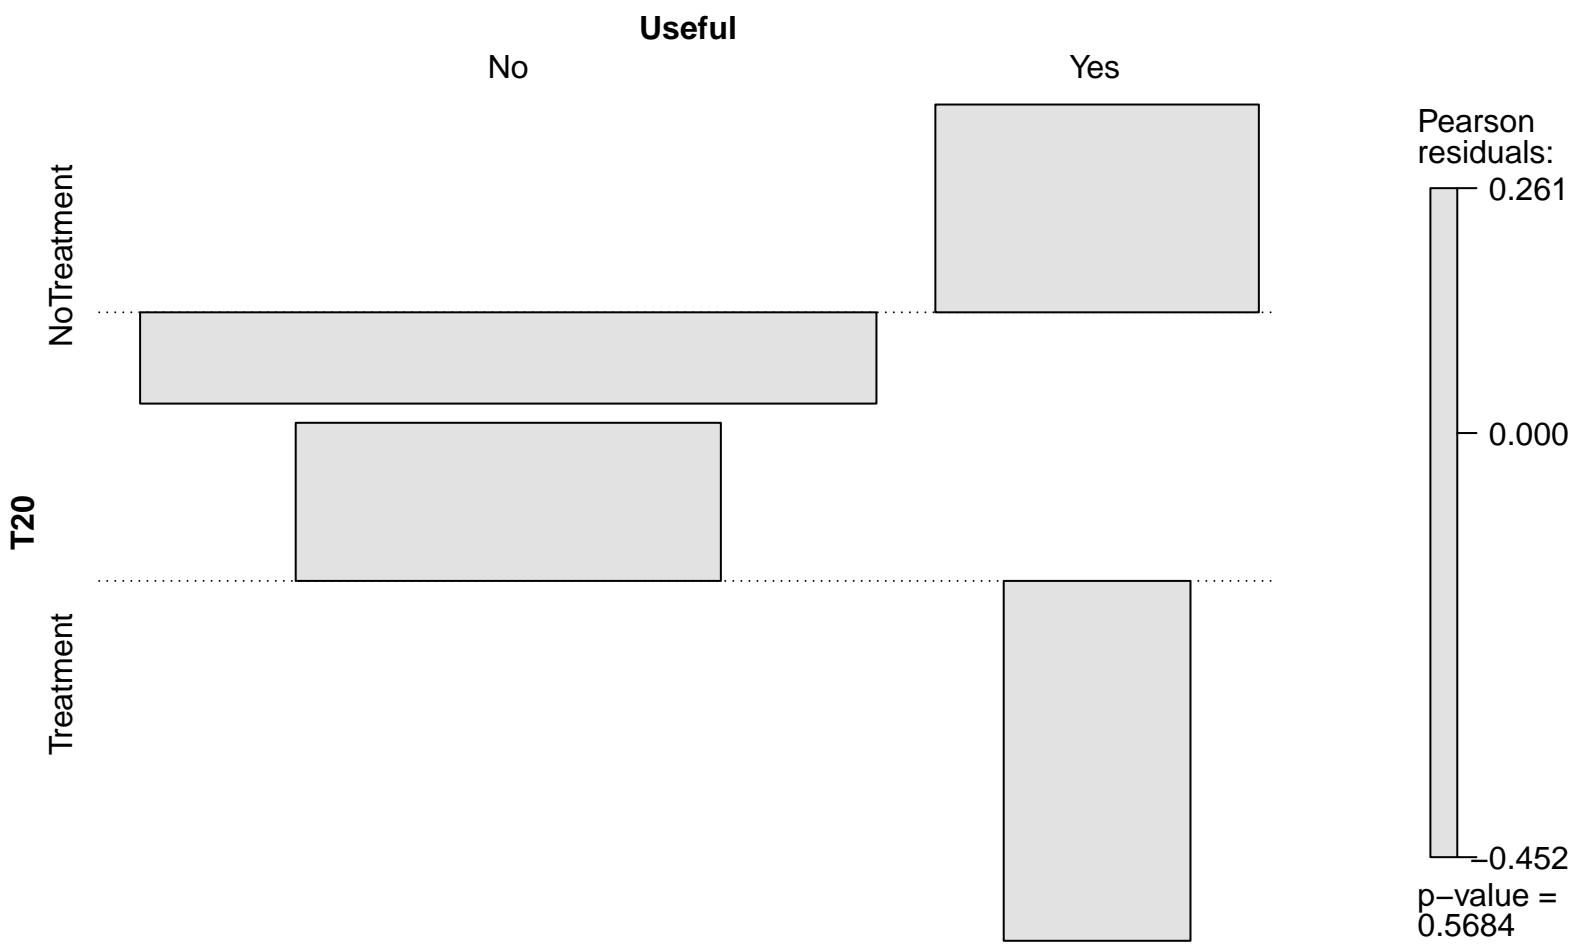 Useful
No
Yes
T20
NoTreatment
Treatment
Pearson
residuals:
0.261
0.000
−0.452
p−value =
0.5684